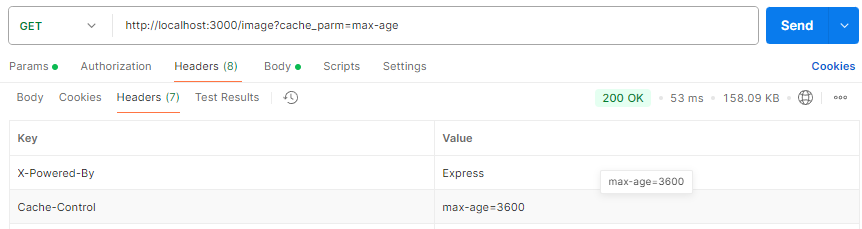 GET http://localhost:3000/image?cache_parm=max-age Send
Params Authorization Headers (8) Body Scripts Settings Cookies
Body Cookies Headers (7) Test Results 200 OK 53 ms 158.09 KB
Key Value
X-Powered-By Express
max-age=3600
Cache-Control max-age=3600